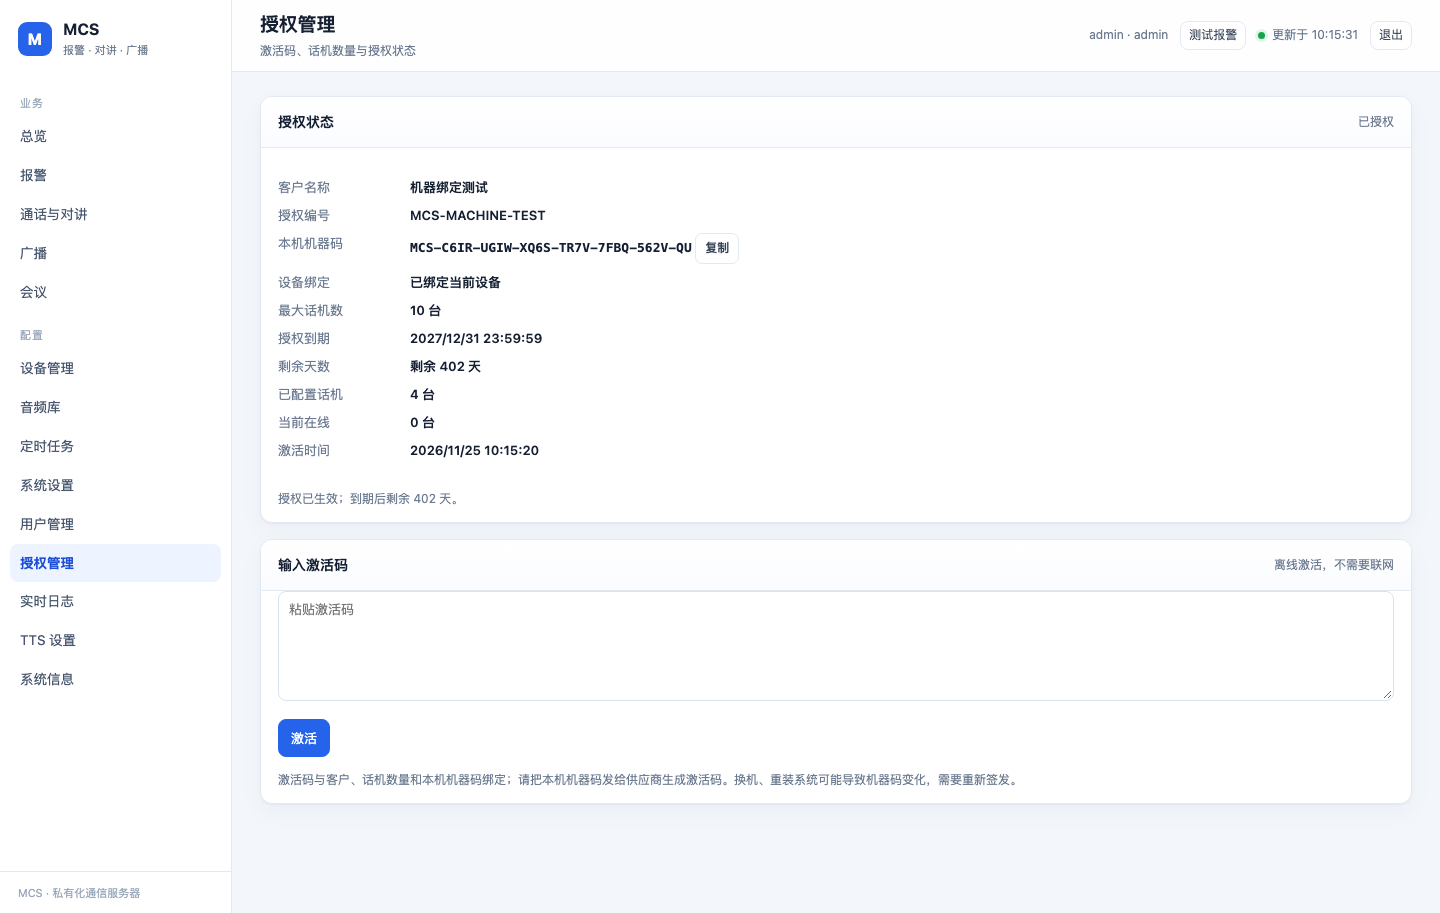 M
MCS
报警 · 对讲 · 广播
业务
总览
报警
通话与对讲
广播
会议
配置
设备管理
音频库
定时任务
系统设置
用户管理
授权管理
实时日志
TTS 设置
系统信息
MCS · 私有化通信服务器
授权管理
激活码、话机数量与授权状态
admin · admin
测试报警
更新于 10:15:31
退出
授权状态
已授权
客户名称 机器绑定测试
授权编号 MCS-MACHINE-TEST
本机机器码 MCS-C6IR-UGIW-XQ6S-TR7V-7FBQ-562V-QU 复制
设备绑定 已绑定当前设备
最大话机数 10 台
授权到期 2027/12/31 23:59:59
剩余天数 剩余 402 天
已配置话机 4 台
当前在线 0 台
激活时间 2026/11/25 10:15:20
授权已生效；到期后剩余 402 天。
输入激活码
离线激活，不需要联网
粘贴激活码
激活
激活码与客户、话机数量和本机机器码绑定；请把本机机器码发给供应商生成激活码。换机、重装系统可能导致机器码变化，需要重新签发。